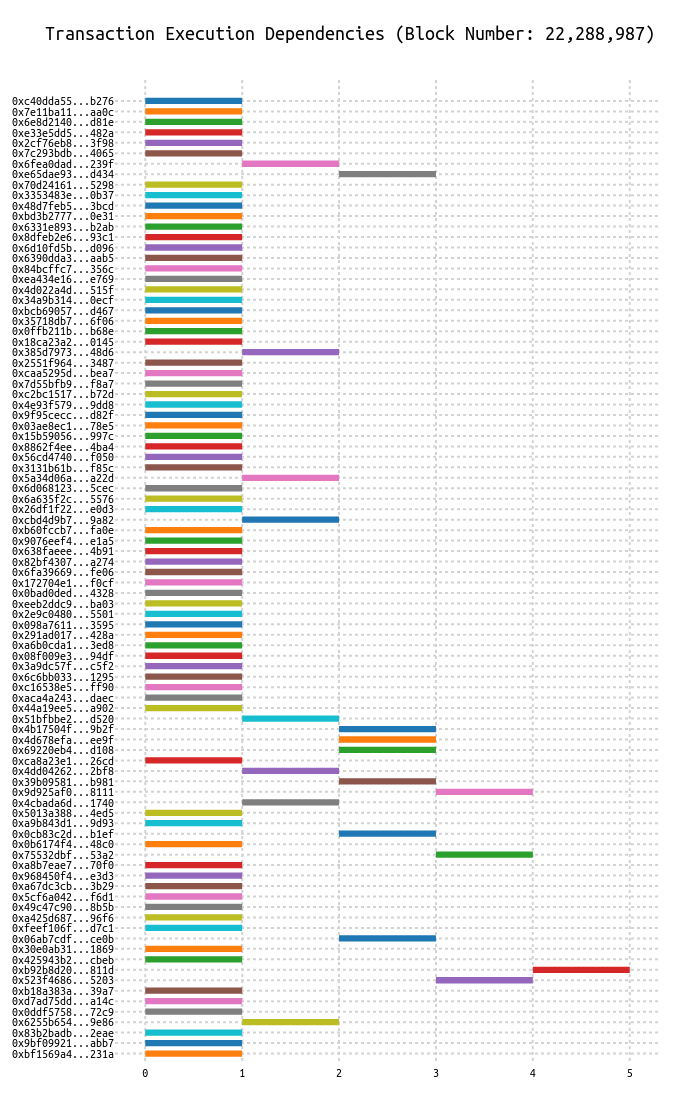 Transaction Execution Dependencies (Block Number: 22,288,987)
0xc40dda55...b276
0x7e11ba11...aa0c
0x6e8d2140...d81e
0xe33e5dd5...482a
0x2cf76eb8...3f98
0x7c293bdb...4065
0x6fea0dad...239f
0xe65dae93...d434
0x70d24161...5298
0x3353483e...0b37
0x48d7feb5...3bcd
0xbd3b2777...0e31
0x6331e893...b2ab
0x8dfeb2e6...93c1
0x6d10fd5b...d096
0x6390dda3...aab5
0x84bcffc7...356c
0xea434e16...e769
0x4d022a4d...515f
0x34a9b314...0ecf
0xbcb69057...d467
0x35718db7...6f06
0x0ffb211b...b68e
0x18ca23a2...0145
0x385d7973...48d6
0x2551f964...3487
0xcaa5295d...bea7
0x7d55bfb9...f8a7
0xc2bc1517...b72d
0x4e93f579...9dd8
0x9f95cecc...d82f
0x03ae8ec1...78e5
0x15b59056...997c
0x8862f4ee...4ba4
0x56cd4740...f050
0x3131b61b...f85c
0x5a34d06a...a22d
0x6d068123...5cec
0x6a635f2c...5576
0x26df1f22...e0d3
0xcbd4d9b7...9a82
0xb60fccb7...fa0e
0x9076eef4...e1a5
0x638faeee...4b91
0x82bf4307...a274
0x6fa39669...fe06
0x172704e1...f0cf
0x0bad0ded...4328
0xeeb2ddc9...ba03
0x2e9c0480...5501
0x098a7611...3595
0x291ad017...428a
0xa6b0cda1...3ed8
0x08f009e3...94df
0x3a9dc57f...c5f2
0x6c6bb033...1295
0xc16538e5...ff90
0xaca4a243...daec
0x44a19ee5...a902
0x51bfbbe2...d520
0x4b17504f...9b2f
0x4d678efa...ee9f
0x69220eb4...d108
0xca8a23e1...26cd
0x4dd04262...2bf8
0x39b09581...b981
0x9d925af0...8111
0x4cbada6d...1740
0x5013a388...4ed5
0xa9b843d1...9d93
0x0cb83c2d...b1ef
0x0b6174f4...48c0
0x75532dbf...53a2
0xa8b7eae7...70f0
0x968450f4...e3d3
0xa67dc3cb...3b29
0x5cf6a042...f6d1
0x49c47c90...8b5b
0xa425d687...96f6
0xfeef106f...d7c1
0x06ab7cdf...ce0b
0x30e0ab31...1869
0x425943b2...cbeb
0xb92b8d20...811d
0x523f4686...5203
0xb18a383a...39a7
0xd7ad75dd...a14c
0x0ddf5758...72c9
0x6255b654...9e86
0x83b2badb...2eae
0x9bf09921...abb7
0xbf1569a4...231a
0 1 2 3 4 5